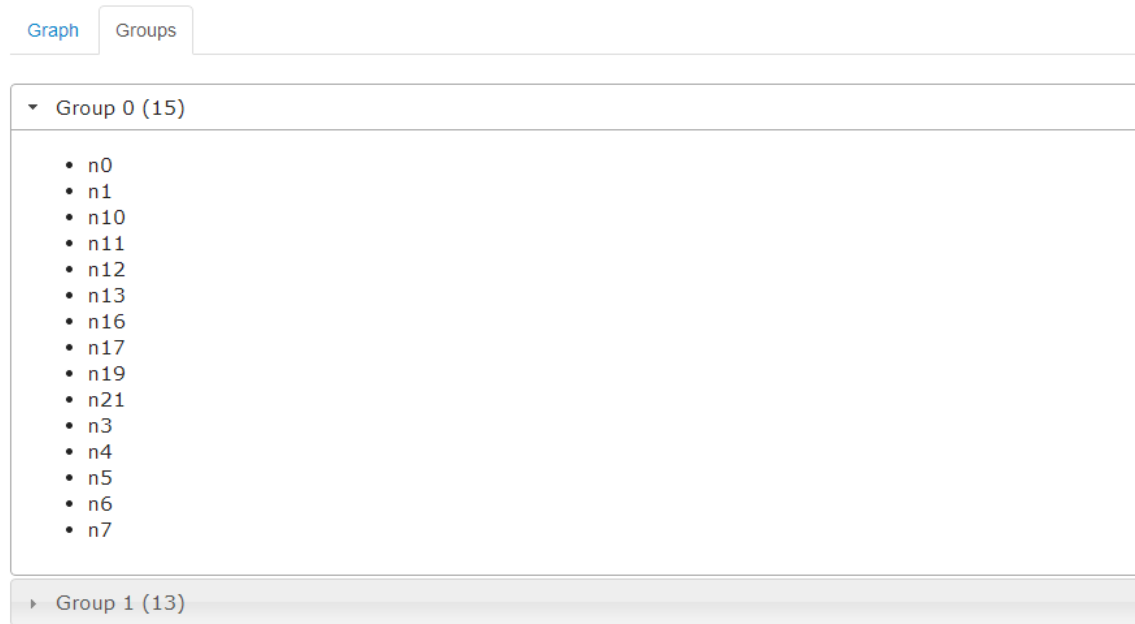 Graph Groups
Group 0 (15)
n0
n1
n10
n11
n12
n13
n16
n17
n19
n21
n3
n4
n5
n6
n7
Group 1 (13)